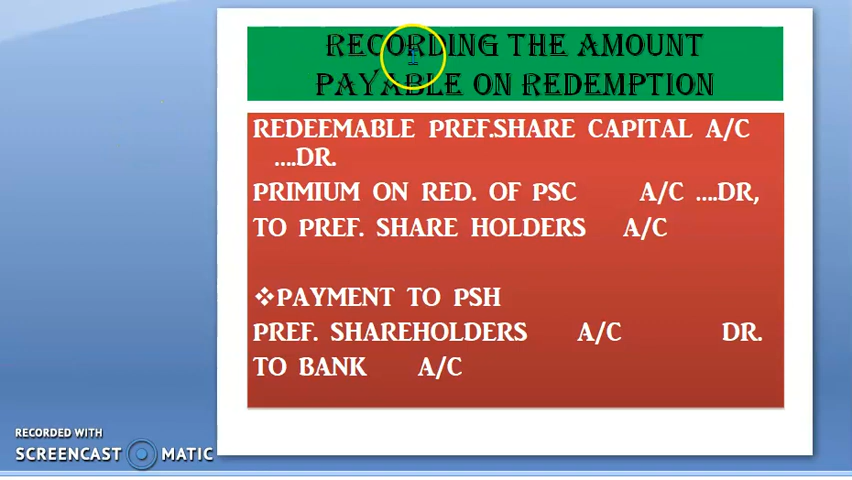 RECORDING THE AMOUNT
PAYABLE ON REDEMPTION
REDEEMABLE PREF.SHARE CAPITAL A/C
....DR.
PRIMIUM ON RED. OF PSC A/C ....DR,
TO PREF. SHARE HOLDERS A/C
❖PAYMENT TO PSH
PREF. SHAREHOLDERS A/C DR.
TO BANK A/C
RECORDED WITH
SCREENCAST MATIC